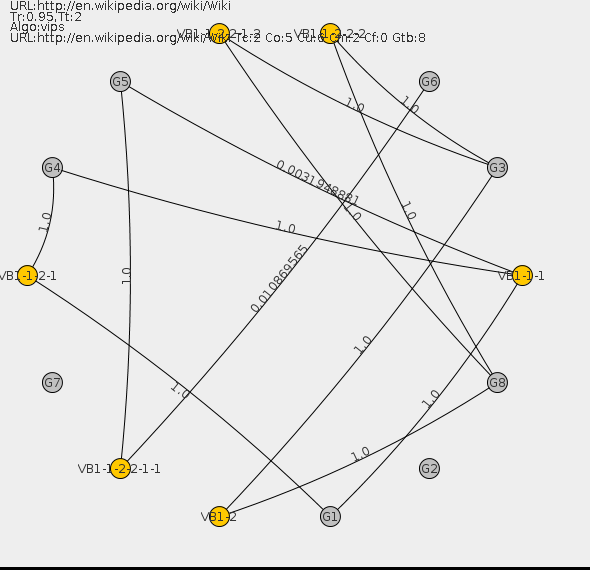 URL:http://en.wikipedia.org/wiki/Wiki
Tr:0.95,Tt:2
Algo:vips
URL:http://en.wikipedia.org/wiki/Wiki Tc:2 Co:5 Cu:6 Cm:2 Cf:0 Gtb:8
VB1-1-2-2-1-2
VB1-1-2-2-2
G5
G6
1.0
1.0
G4
G3
0.0031948881
1.0
1.0
1.0
1.0
VB1-1-2-1
1.0
0.010869565
VB1-1-1
1.0
G7
1.0
1.0
G8
1.0
VB1-1-2-2-1-1
G2
VB1-2
G1